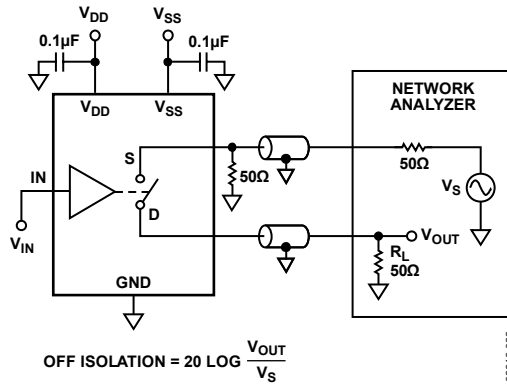 VDD
VSS
0.1µF
0.1µF
VDD
VSS
NETWORK
ANALYZER
S
50Ω
50Ω
IN
VS
D
VIN
VOUT
RL
50Ω
GND
OFF ISOLATION = 20 LOG VOUT
VS